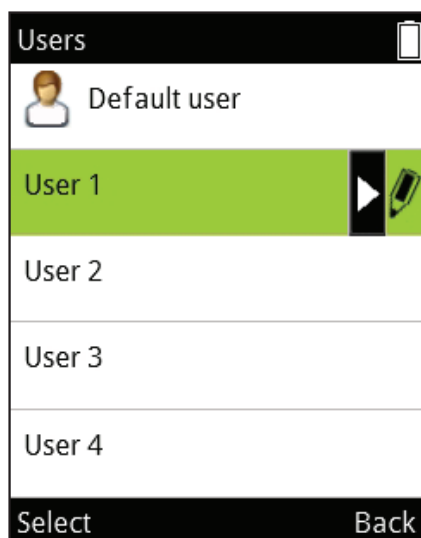 Users
Default user
User 1
User 2
User 3
User 4
Select Back